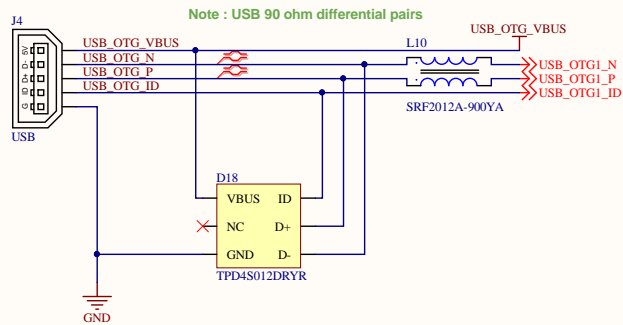 Note : USB 90 ohm differential pairs
J4
USB_OTG_VBUS
USB_OTG_VBUS
5V
USB_OTG_N
L10
D-
USB_OTG1_N
USB_OTG_P
D+
USB_OTG1_P
USB_OTG_ID
ID
USB_OTG1_ID
G
SRF2012A-900YA
USB
D18
VBUS ID
NC D+
GND D-
TPD4S012DRYR
GND